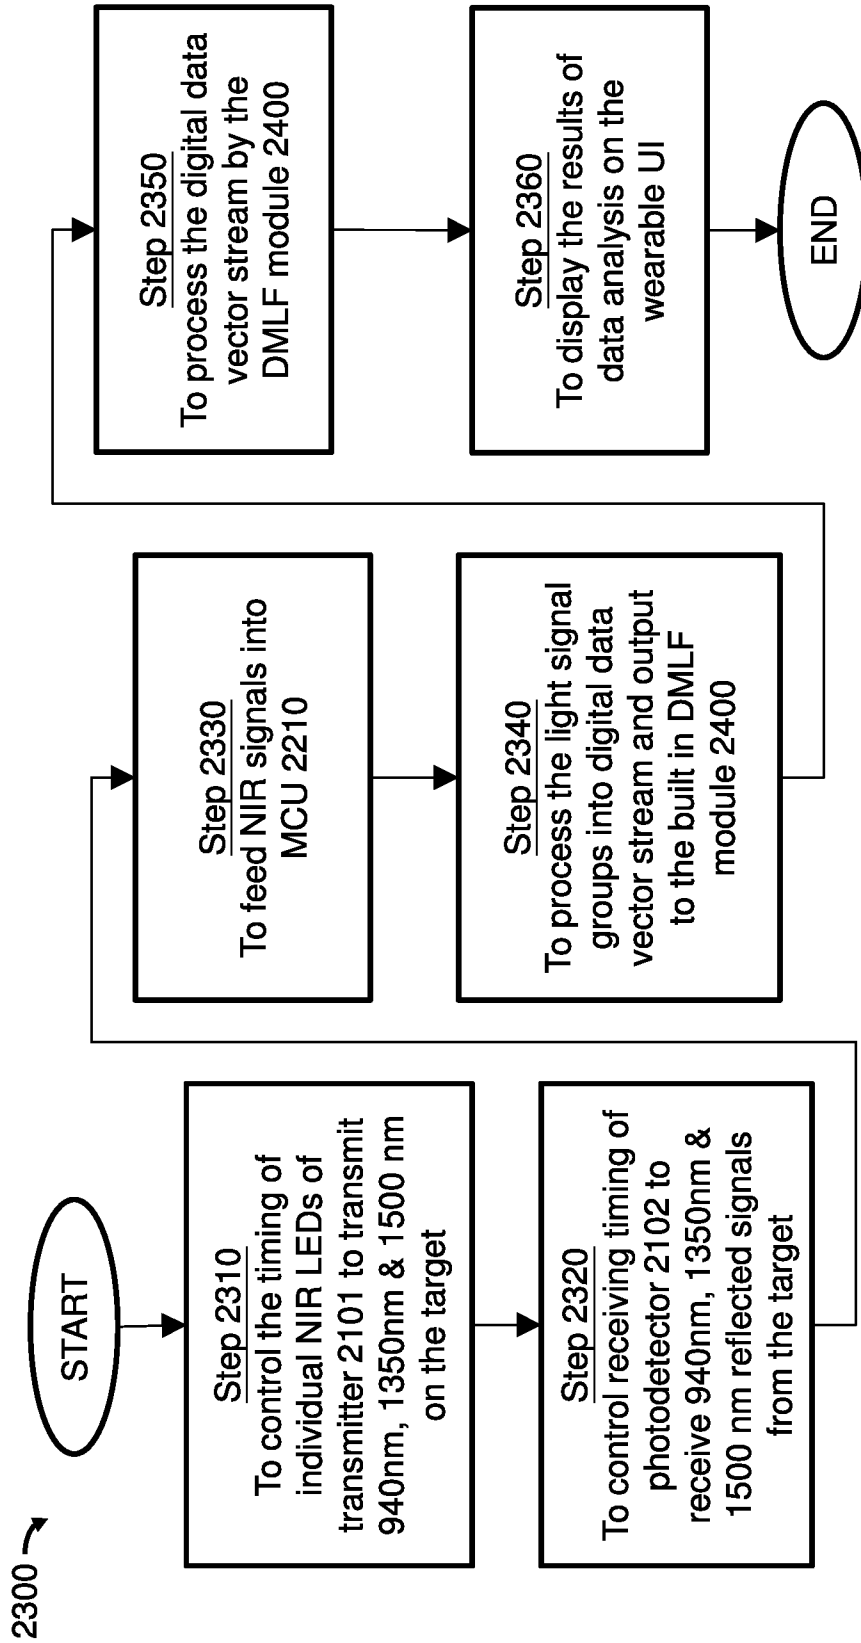 2300
START
Step 2310
To control the timing of
individual NIR LEDs of
transmitter 2101 to transmit
940nm, 1350nm & 1500 nm
on the target
Step 2320
To control receiving timing of
photodetector 2102 to
receive 940nm, 1350nm &
1500 nm reflected signals
from the target
Step 2330
To feed NIR signals into
MCU 2210
Step 2340
To process the light signal
groups into digital data
vector stream and output
to the built in DMLF
module 2400
Step 2350
To process the digital data
vector stream by the
DMLF module 2400
Step 2360
To display the results of
data analysis on the
wearable UI
END